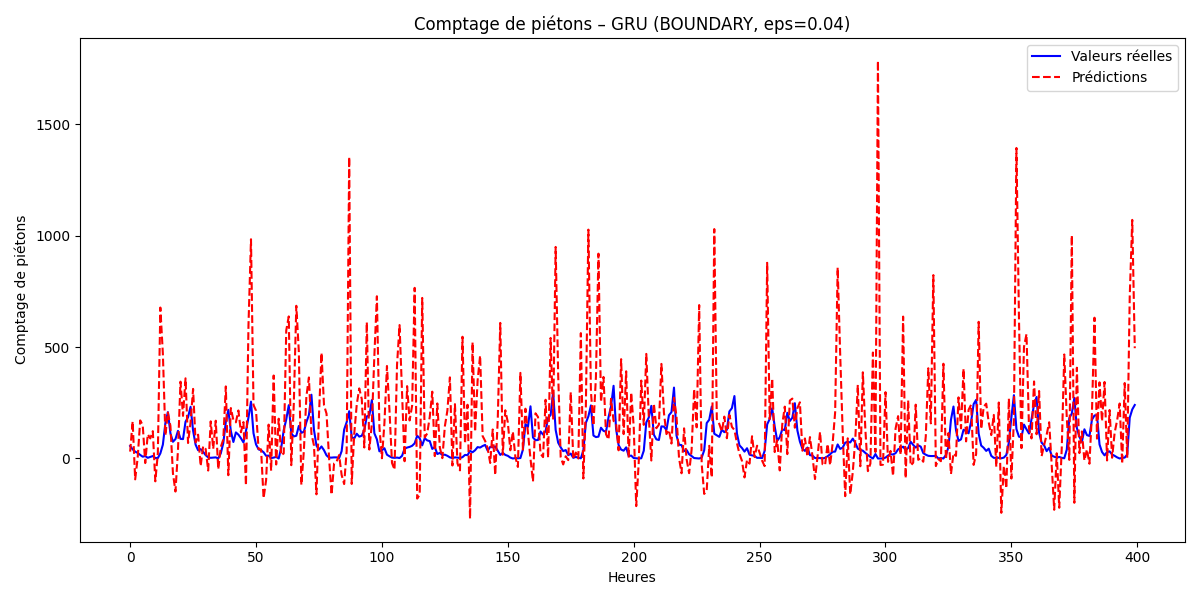 Comptage de piétons – GRU (BOUNDARY, eps=0.04)
Valeurs réelles
Prédictions
Comptage de piétons
1500
1000
500
0
0 50 100 150 200 250 300 350 400
Heures